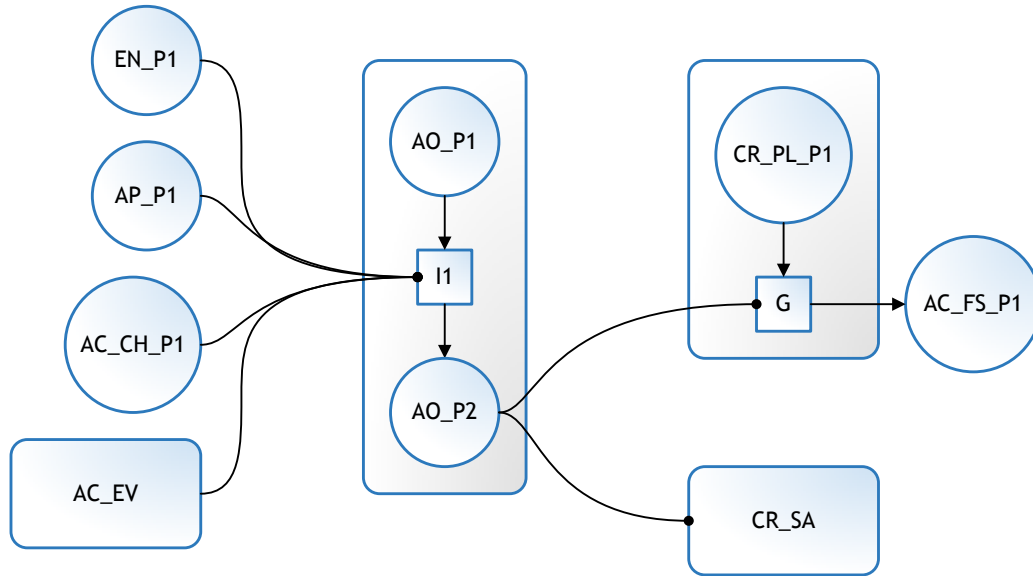 EN_P1
AP_P1
AC_CH_P1
AC_EV
AO_P1
I1
AO_P2
CR_PL_P1
G
AC_FS_P1
CR_SA